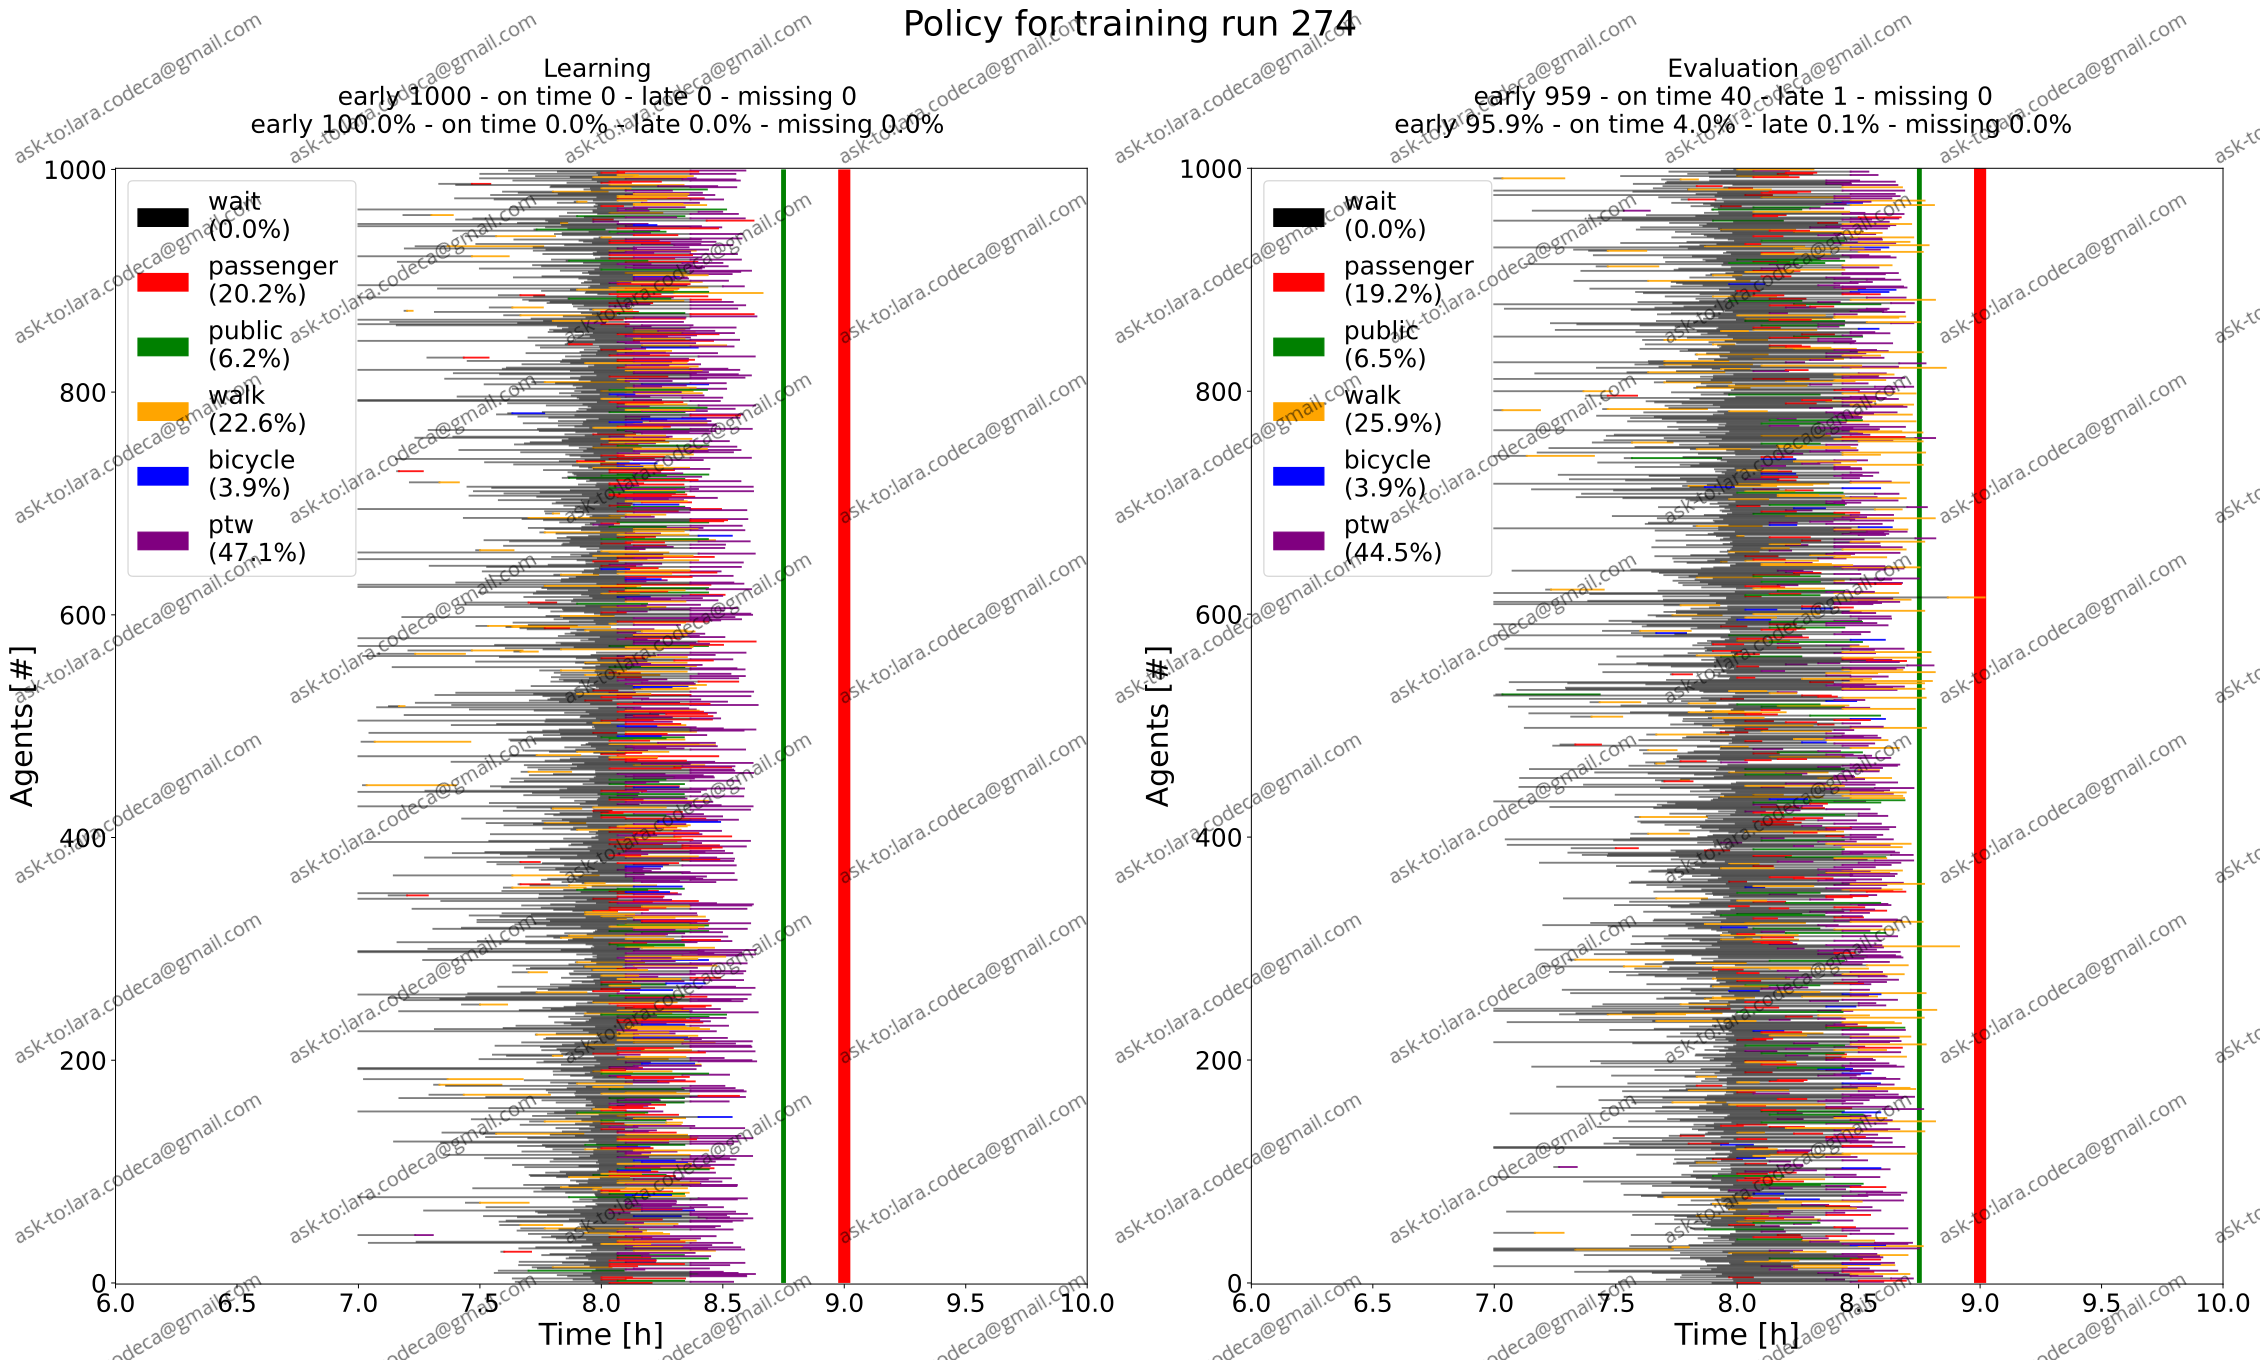 Policy for training run 274
Learning
early 1000 - on time 0 - late 0 - missing 0
early 100.0% - on time 0.0% - late 0.0% - missing 0.0%
1000
800
600
400
200
0
Agents [#]
wait
(0.0%)
passenger
(20.2%)
public
(6.2%)
walk
(22.6%)
bicycle
(3.9%)
ptw
(47.1%)
6.0 6.5 7.0 7.5 8.0 8.5 9.0 9.5 10.0
Time [h]
Evaluation
early 959 - on time 40 - late 1 - missing 0
early 95.9% - on time 4.0% - late 0.1% - missing 0.0%
1000
800
600
400
200
0
Agents [#]
wait
(0.0%)
passenger
(19.2%)
public
(6.5%)
walk
(25.9%)
bicycle
(3.9%)
ptw
(44.5%)
6.0 6.5 7.0 7.5 8.0 8.5 9.0 9.5 10.0
Time [h]
ask-to:lara.codeca@gmail.com